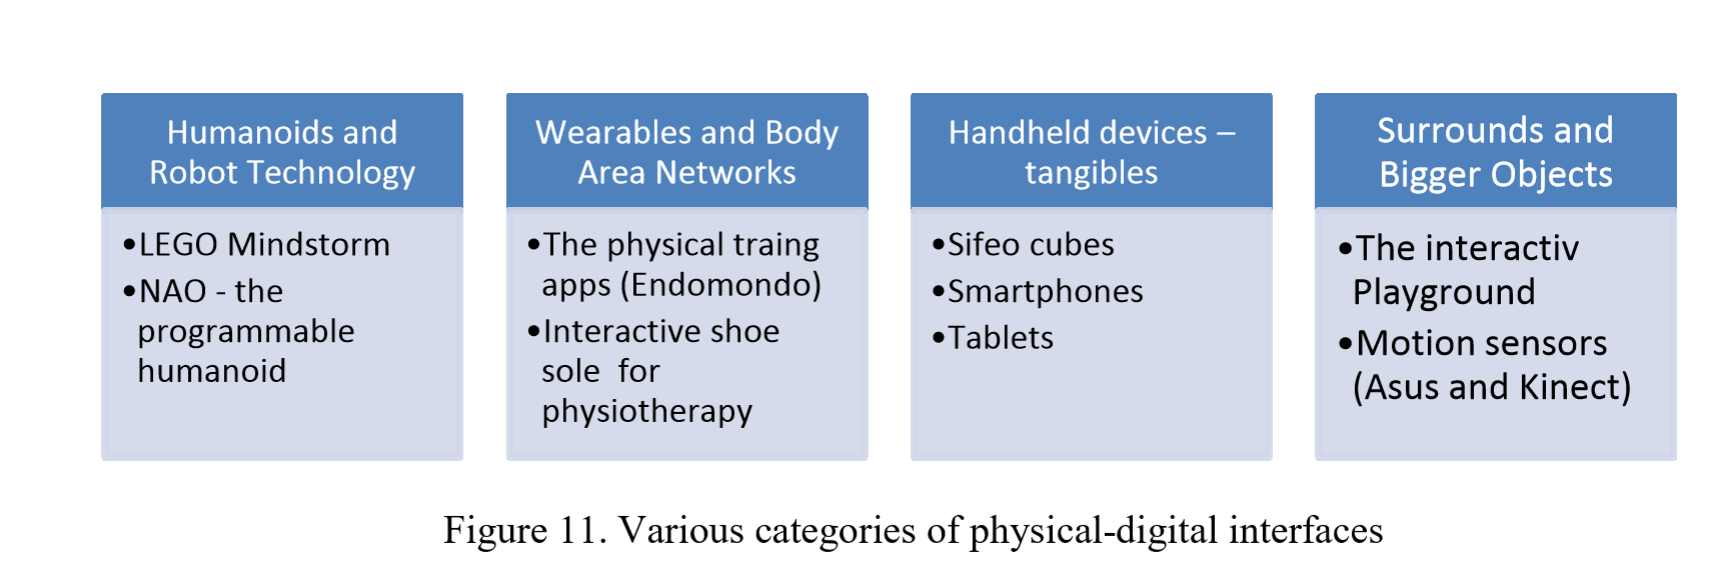 Humanoids and
Robot Technology
•LEGO Mindstorm
•NAO - the
programmable
humanoid
Wearables and Body
Area Networks
•The physical traing
apps (Endomondo)
•Interactive shoe
sole for
physiotherapy
Handheld devices –
tangibles
•Sifeo cubes
•Smartphones
•Tablets
Surrounds and
Bigger Objects
•The interactiv
Playground
•Motion sensors
(Asus and Kinect)
Figure 11. Various categories of physical-digital interfaces